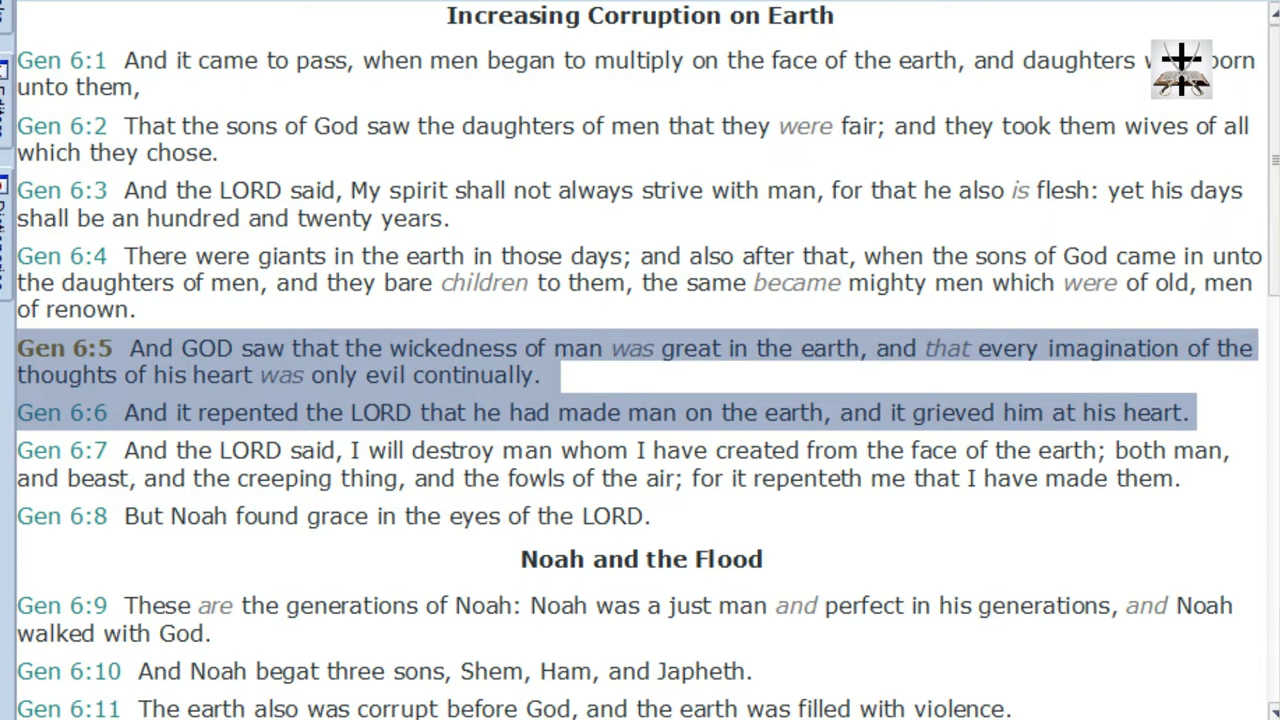 Increasing Corruption on Earth
Gen 6:1 And it came to pass, when men began to multiply on the face of the earth, and daughters born
unto them,
Gen 6:2 That the sons of God saw the daughters of men that they were fair; and they took them wives of all
which they chose.
Gen 6:3 And the LORD said, My spirit shall not always strive with man, for that he also is flesh: yet his days
shall be an hundred and twenty years.
Gen 6:4 There were giants in the earth in those days; and also after that, when the sons of God came in unto
the daughters of men, and they bare children to them, the same became mighty men which were of old, men
of renown.
Gen 6:5 And GOD saw that the wickedness of man was great in the earth, and that every imagination of the
thoughts of his heart was only evil continually.
Gen 6:6 And it repented the LORD that he had made man on the earth, and it grieved him at his heart.
Gen 6:7 And the LORD said, I will destroy man whom I have created from the face of the earth; both man,
and beast, and the creeping thing, and the fowls of the air; for it repenteth me that I have made them.
Gen 6:8 But Noah found grace in the eyes of the LORD.
Noah and the Flood
Gen 6:9 These are the generations of Noah: Noah was a just man and perfect in his generations, and Noah
walked with God.
Gen 6:10 And Noah begat three sons, Shem, Ham, and Japheth.
Gen 6:11 The earth also was corrupt before God, and the earth was filled with violence.